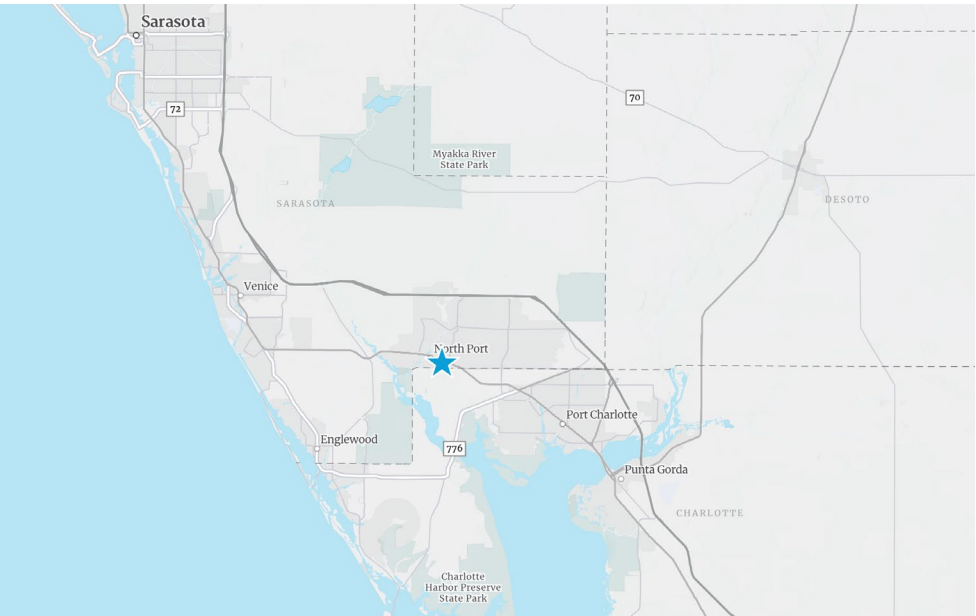 Sarasota
72
70
Myakka River
State Park
SARASOTA
DESOTO
Venice
North Port
Port Charlotte
Englewood
776
Punta Gorda
CHARLOTTE
Charlotte
Harbor Preserve
State Park